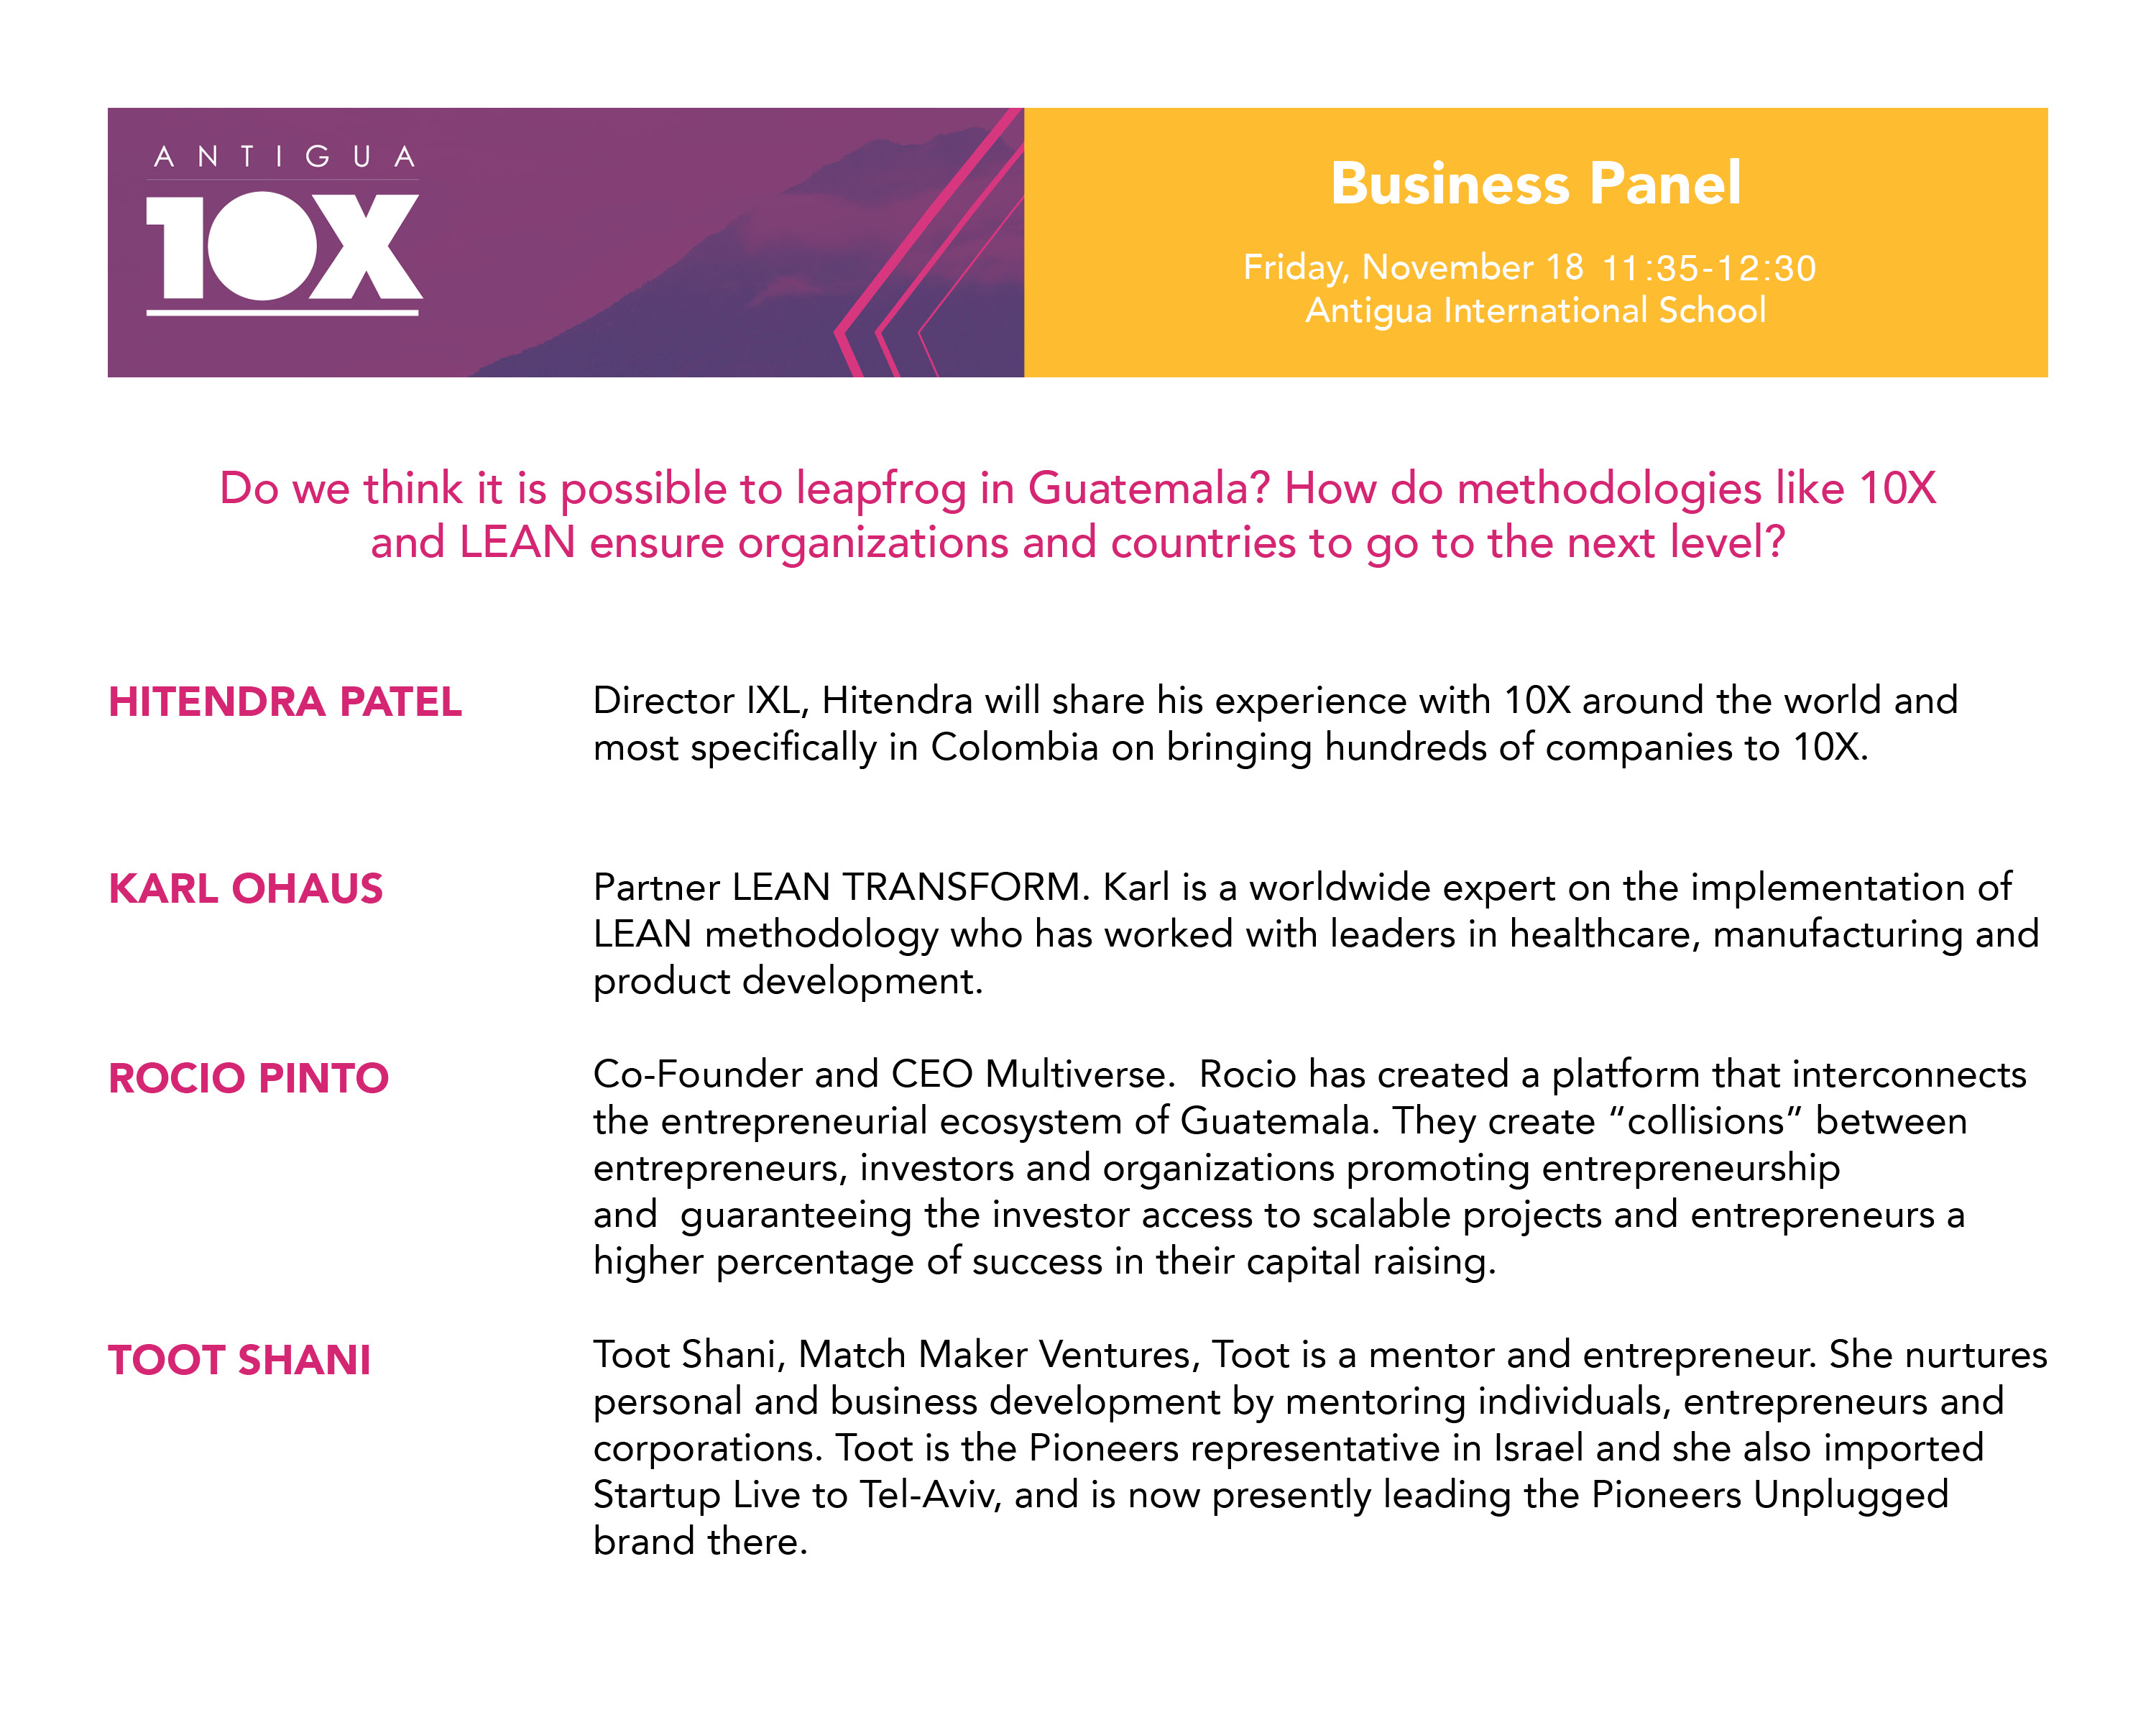 ANTIGUA
10X
Business Panel
Friday, November 18 11:35-12:30
Antigua International School
Do we think it is possible to leapfrog in Guatemala? How do methodologies like 10X
and LEAN ensure organizations and countries to go to the next level?
HITENDRA PATEL
Director IXL, Hitendra will share his experience with 10X around the world and
most specifically in Colombia on bringing hundreds of companies to 10X.
KARL OHAUS
Partner LEAN TRANSFORM. Karl is a worldwide expert on the implementation of
LEAN methodology who has worked with leaders in healthcare, manufacturing and
product development.
ROCIO PINTO
Co-Founder and CEO Multiverse.  Rocio has created a platform that interconnects
the entrepreneurial ecosystem of Guatemala. They create “collisions” between
entrepreneurs, investors and organizations promoting entrepreneurship
and  guaranteeing the investor access to scalable projects and entrepreneurs a
higher percentage of success in their capital raising.
TOOT SHANI
Toot Shani, Match Maker Ventures, Toot is a mentor and entrepreneur. She nurtures
personal and business development by mentoring individuals, entrepreneurs and
corporations. Toot is the Pioneers representative in Israel and she also imported
Startup Live to Tel-Aviv, and is now presently leading the Pioneers Unplugged
brand there.